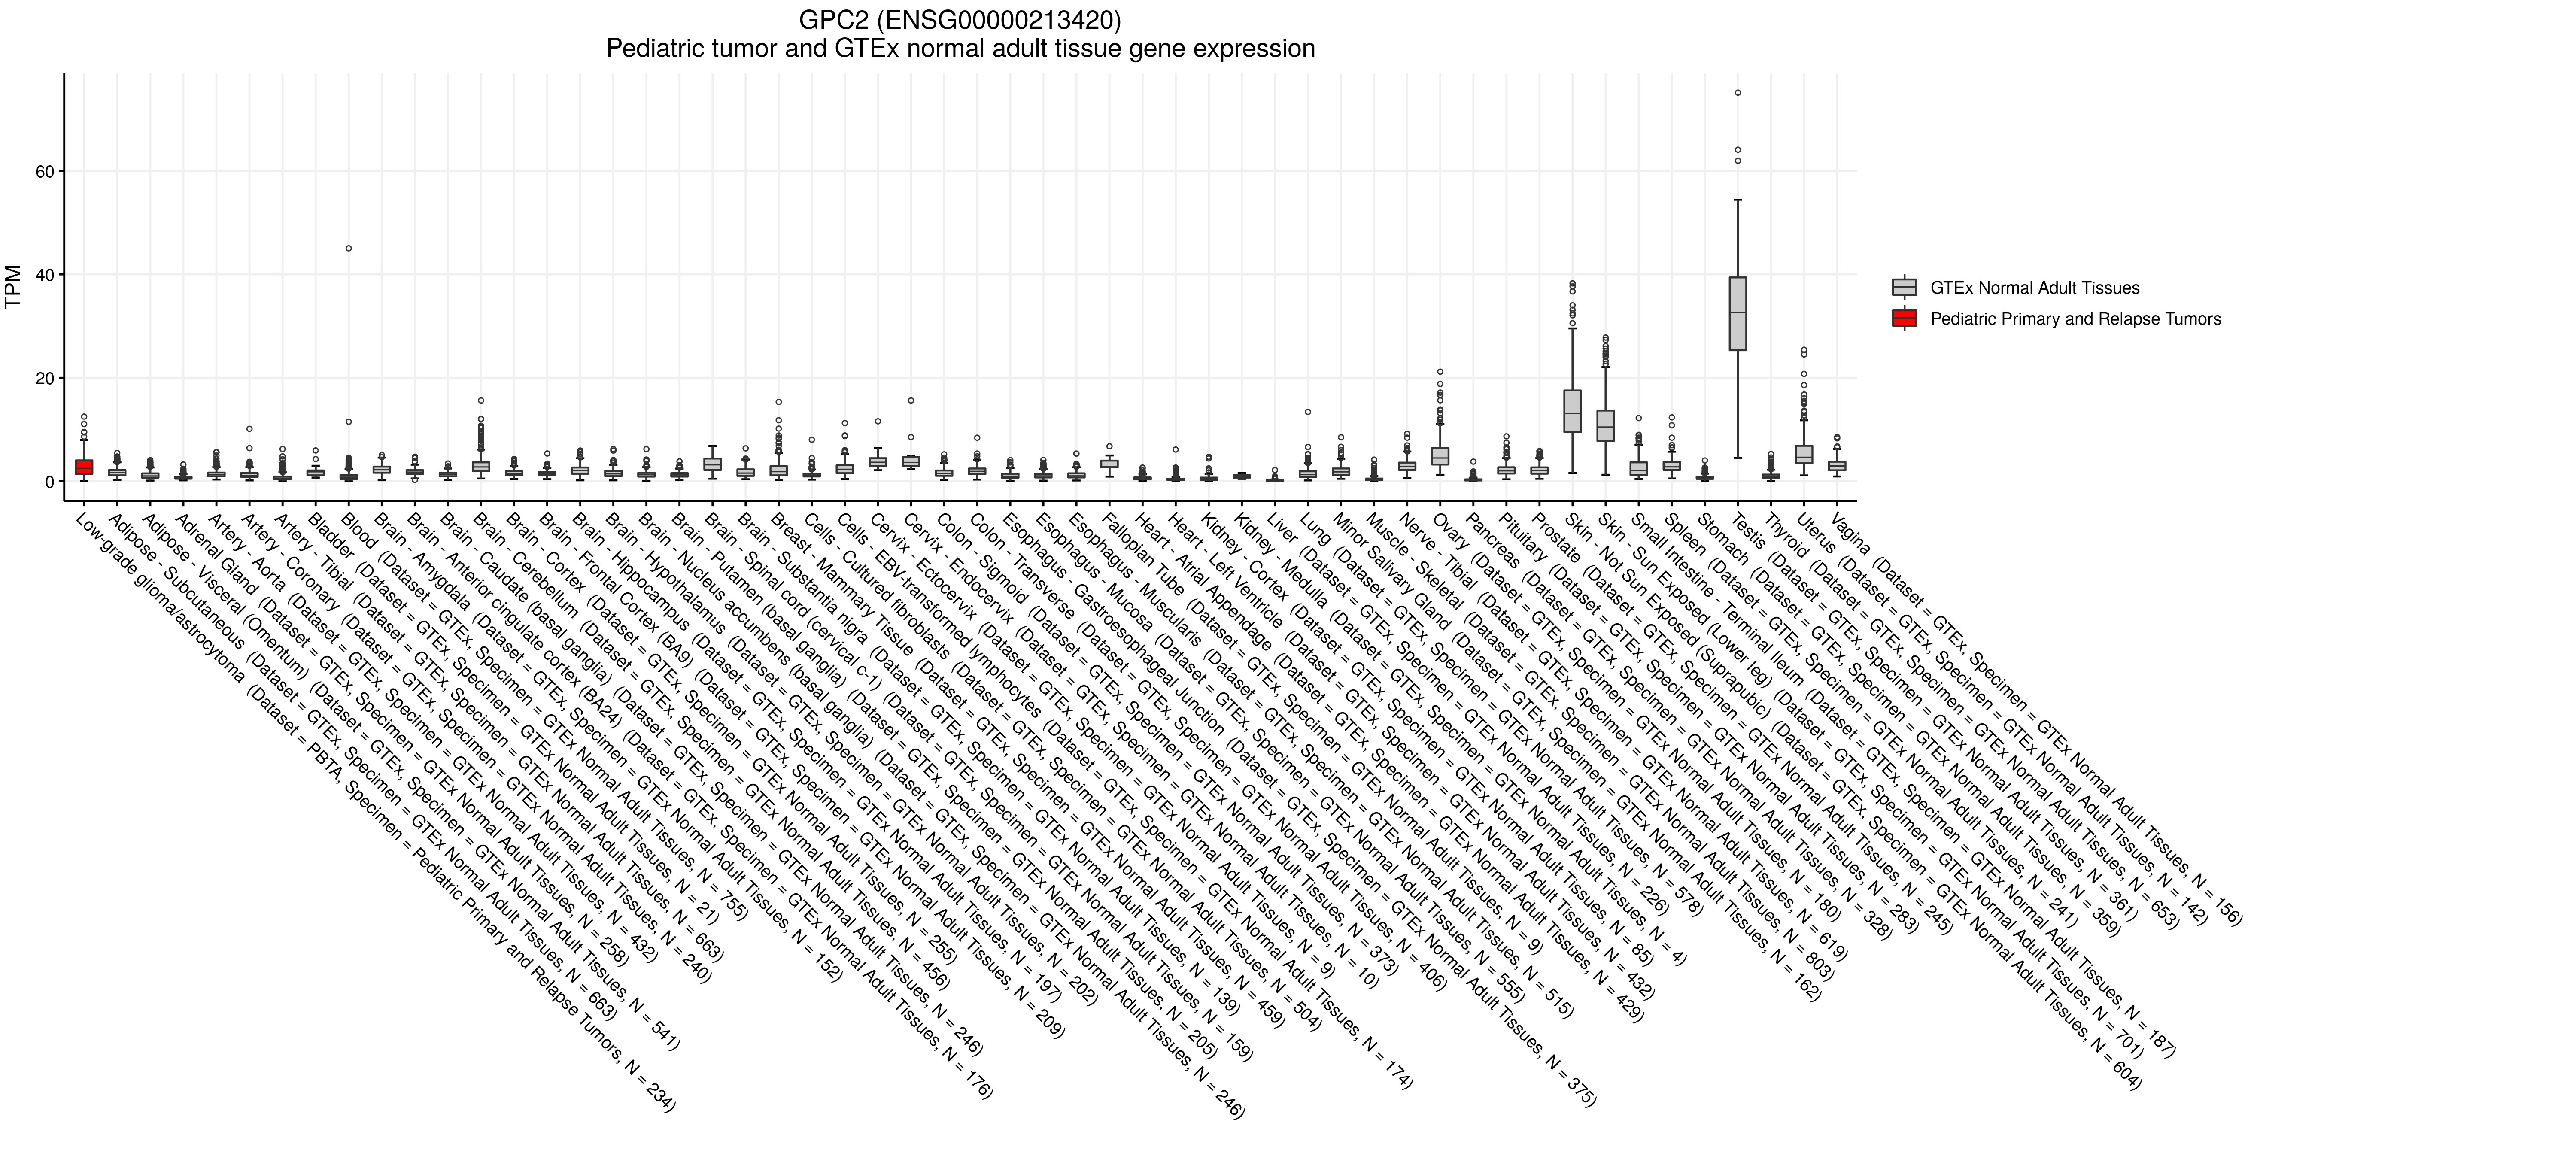 GPC2 (ENSG00000213420)
Pediatric tumor and GTEx normal adult tissue gene expression
TPM
60
40
20
0
GTEx Normal Adult Tissues
Pediatric Primary and Relapse Tumors
Low-grade glioma/astrocytoma (Dataset = PBTA, Specimen = Pediatric Primary and Relapse Tumors, N = 234)
Adipose - Subcutaneous (Dataset = GTEx, Specimen = GTEx Normal Adult Tissues, N = 663)
Adipose - Visceral (Omentum) (Dataset = GTEx, Specimen = GTEx Normal Adult Tissues, N = 541)
Adrenal Gland (Dataset = GTEx, Specimen = GTEx Normal Adult Tissues, N = 258)
Artery - Aorta (Dataset = GTEx, Specimen = GTEx Normal Adult Tissues, N = 432)
Artery - Coronary (Dataset = GTEx, Specimen = GTEx Normal Adult Tissues, N = 240)
Artery - Tibial (Dataset = GTEx, Specimen = GTEx Normal Adult Tissues, N = 663)
Bladder (Dataset = GTEx, Specimen = GTEx Normal Adult Tissues, N = 21)
Blood (Dataset = GTEx, Specimen = GTEx Normal Adult Tissues, N = 755)
Brain - Amygdala (Dataset = GTEx, Specimen = GTEx Normal Adult Tissues, N = 152)
Brain - Anterior cingulate cortex (BA24) (Dataset = GTEx, Specimen = GTEx Normal Adult Tissues, N = 176)
Brain - Caudate (basal ganglia) (Dataset = GTEx, Specimen = GTEx Normal Adult Tissues, N = 246)
Brain - Cerebellum (Dataset = GTEx, Specimen = GTEx Normal Adult Tissues, N = 456)
Brain - Cortex (Dataset = GTEx, Specimen = GTEx Normal Adult Tissues, N = 255)
Brain - Frontal Cortex (BA9) (Dataset = GTEx, Specimen = GTEx Normal Adult Tissues, N = 209)
Brain - Hippocampus (Dataset = GTEx, Specimen = GTEx Normal Adult Tissues, N = 197)
Brain - Hypothalamus (Dataset = GTEx, Specimen = GTEx Normal Adult Tissues, N = 202)
Brain - Nucleus accumbens (basal ganglia) (Dataset = GTEx, Specimen = GTEx Normal Adult Tissues, N = 246)
Brain - Putamen (basal ganglia) (Dataset = GTEx, Specimen = GTEx Normal Adult Tissues, N = 205)
Brain - Spinal cord (cervical c-1) (Dataset = GTEx, Specimen = GTEx Normal Adult Tissues, N = 159)
Brain - Substantia nigra (Dataset = GTEx, Specimen = GTEx Normal Adult Tissues, N = 139)
Breast - Mammary Tissue (Dataset = GTEx, Specimen = GTEx Normal Adult Tissues, N = 459)
Cells - Cultured fibroblasts (Dataset = GTEx, Specimen = GTEx Normal Adult Tissues, N = 504)
Cells - EBV-transformed lymphocytes (Dataset = GTEx, Specimen = GTEx Normal Adult Tissues, N = 174)
Cervix - Ectocervix (Dataset = GTEx, Specimen = GTEx Normal Adult Tissues, N = 9)
Cervix - Endocervix (Dataset = GTEx, Specimen = GTEx Normal Adult Tissues, N = 10)
Colon - Sigmoid (Dataset = GTEx, Specimen = GTEx Normal Adult Tissues, N = 373)
Colon - Transverse (Dataset = GTEx, Specimen = GTEx Normal Adult Tissues, N = 406)
Esophagus - Gastroesophageal Junction (Dataset = GTEx, Specimen = GTEx Normal Adult Tissues, N = 375)
Esophagus - Mucosa (Dataset = GTEx, Specimen = GTEx Normal Adult Tissues, N = 555)
Esophagus - Muscularis (Dataset = GTEx, Specimen = GTEx Normal Adult Tissues, N = 515)
Fallopian Tube (Dataset = GTEx, Specimen = GTEx Normal Adult Tissues, N = 9)
Heart - Atrial Appendage (Dataset = GTEx, Specimen = GTEx Normal Adult Tissues, N = 429)
Heart - Left Ventricle (Dataset = GTEx, Specimen = GTEx Normal Adult Tissues, N = 432)
Kidney - Cortex (Dataset = GTEx, Specimen = GTEx Normal Adult Tissues, N = 85)
Kidney - Medulla (Dataset = GTEx, Specimen = GTEx Normal Adult Tissues, N = 4)
Liver (Dataset = GTEx, Specimen = GTEx Normal Adult Tissues, N = 226)
Lung (Dataset = GTEx, Specimen = GTEx Normal Adult Tissues, N = 578)
Minor Salivary Gland (Dataset = GTEx, Specimen = GTEx Normal Adult Tissues, N = 162)
Muscle - Skeletal (Dataset = GTEx, Specimen = GTEx Normal Adult Tissues, N = 803)
Nerve - Tibial (Dataset = GTEx, Specimen = GTEx Normal Adult Tissues, N = 619)
Ovary (Dataset = GTEx, Specimen = GTEx Normal Adult Tissues, N = 180)
Pancreas (Dataset = GTEx, Specimen = GTEx Normal Adult Tissues, N = 328)
Pituitary (Dataset = GTEx, Specimen = GTEx Normal Adult Tissues, N = 283)
Prostate (Dataset = GTEx, Specimen = GTEx Normal Adult Tissues, N = 245)
Skin - Not Sun Exposed (Suprapubic) (Dataset = GTEx, Specimen = GTEx Normal Adult Tissues, N = 604)
Skin - Sun Exposed (Lower leg) (Dataset = GTEx, Specimen = GTEx Normal Adult Tissues, N = 701)
Small Intestine - Terminal Ileum (Dataset = GTEx, Specimen = GTEx Normal Adult Tissues, N = 187)
Spleen (Dataset = GTEx, Specimen = GTEx Normal Adult Tissues, N = 241)
Stomach (Dataset = GTEx, Specimen = GTEx Normal Adult Tissues, N = 359)
Testis (Dataset = GTEx, Specimen = GTEx Normal Adult Tissues, N = 361)
Thyroid (Dataset = GTEx, Specimen = GTEx Normal Adult Tissues, N = 653)
Uterus (Dataset = GTEx, Specimen = GTEx Normal Adult Tissues, N = 142)
Vagina (Dataset = GTEx, Specimen = GTEx Normal Adult Tissues, N = 156)